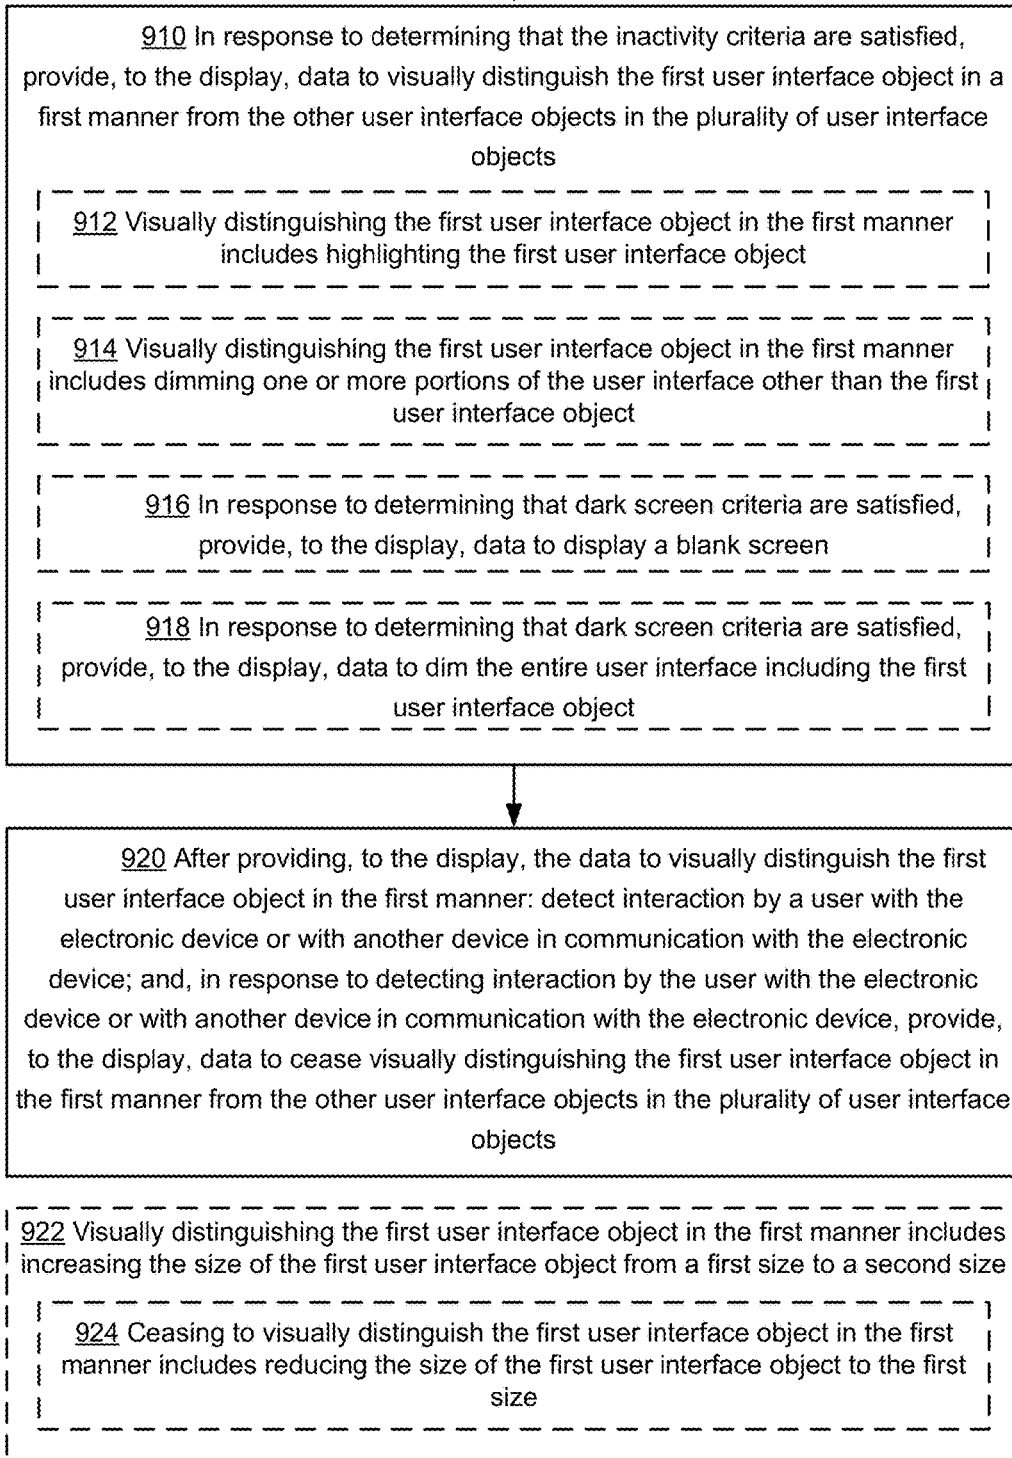 910 In response to determining that the inactivity criteria are satisfied,
provide, to the display, data to visually distinguish the first user interface object in a
first manner from the other user interface objects in the plurality of user interface
objects
912 Visually distinguishing the first user interface object in the first manner
includes highlighting the first user interface object
914 Visually distinguishing the first user interface object in the first manner
includes dimming one or more portions of the user interface other than the first
user interface object
916 In response to determining that dark screen criteria are satisfied,
provide, to the display, data to display a blank screen
918 In response to determining that dark screen criteria are satisfied,
provide, to the display, data to dim the entire user interface including the first
user interface object
920 After providing, to the display, the data to visually distinguish the first
user interface object in the first manner: detect interaction by a user with the
electronic device or with another device in communication with the electronic
device; and, in response to detecting interaction by the user with the electronic
device or with another device in communication with the electronic device, provide,
to the display, data to cease visually distinguishing the first user interface object in
the first manner from the other user interface objects in the plurality of user interface
objects
922 Visually distinguishing the first user interface object in the first manner includes
increasing the size of the first user interface object from a first size to a second size
924 Ceasing to visually distinguish the first user interface object in the first
manner includes reducing the size of the first user interface object to the first
size